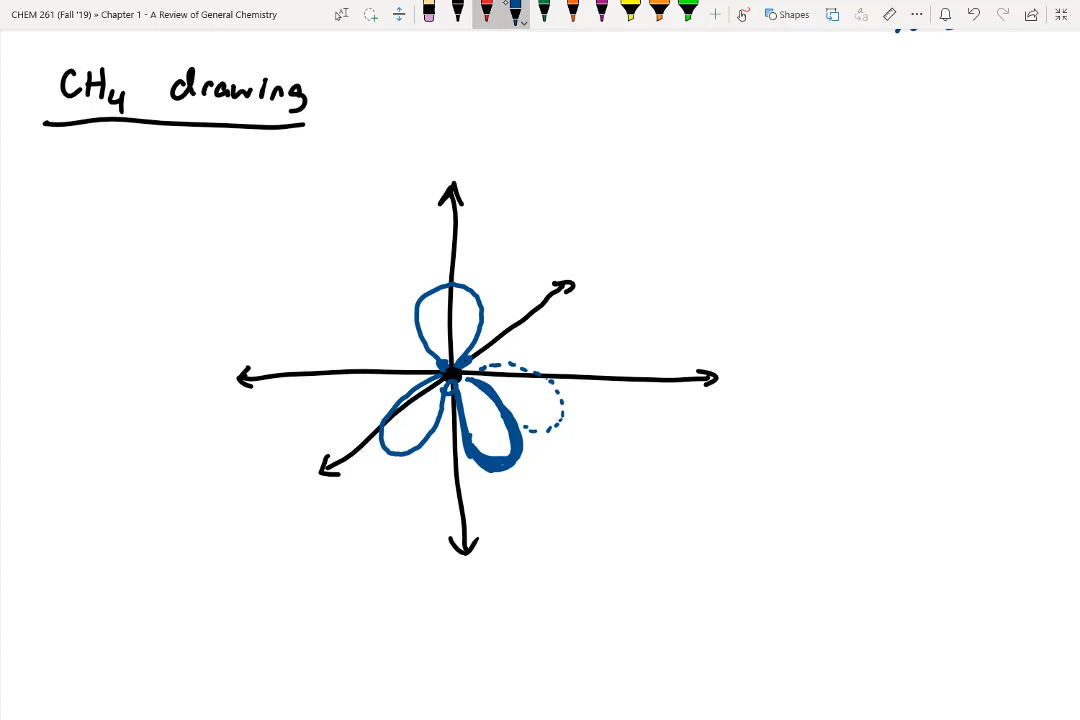 CHEM 261 (Fall '19) » Chapter 1 - A Review of General Chemistry
Shapes
CH₄ drawing